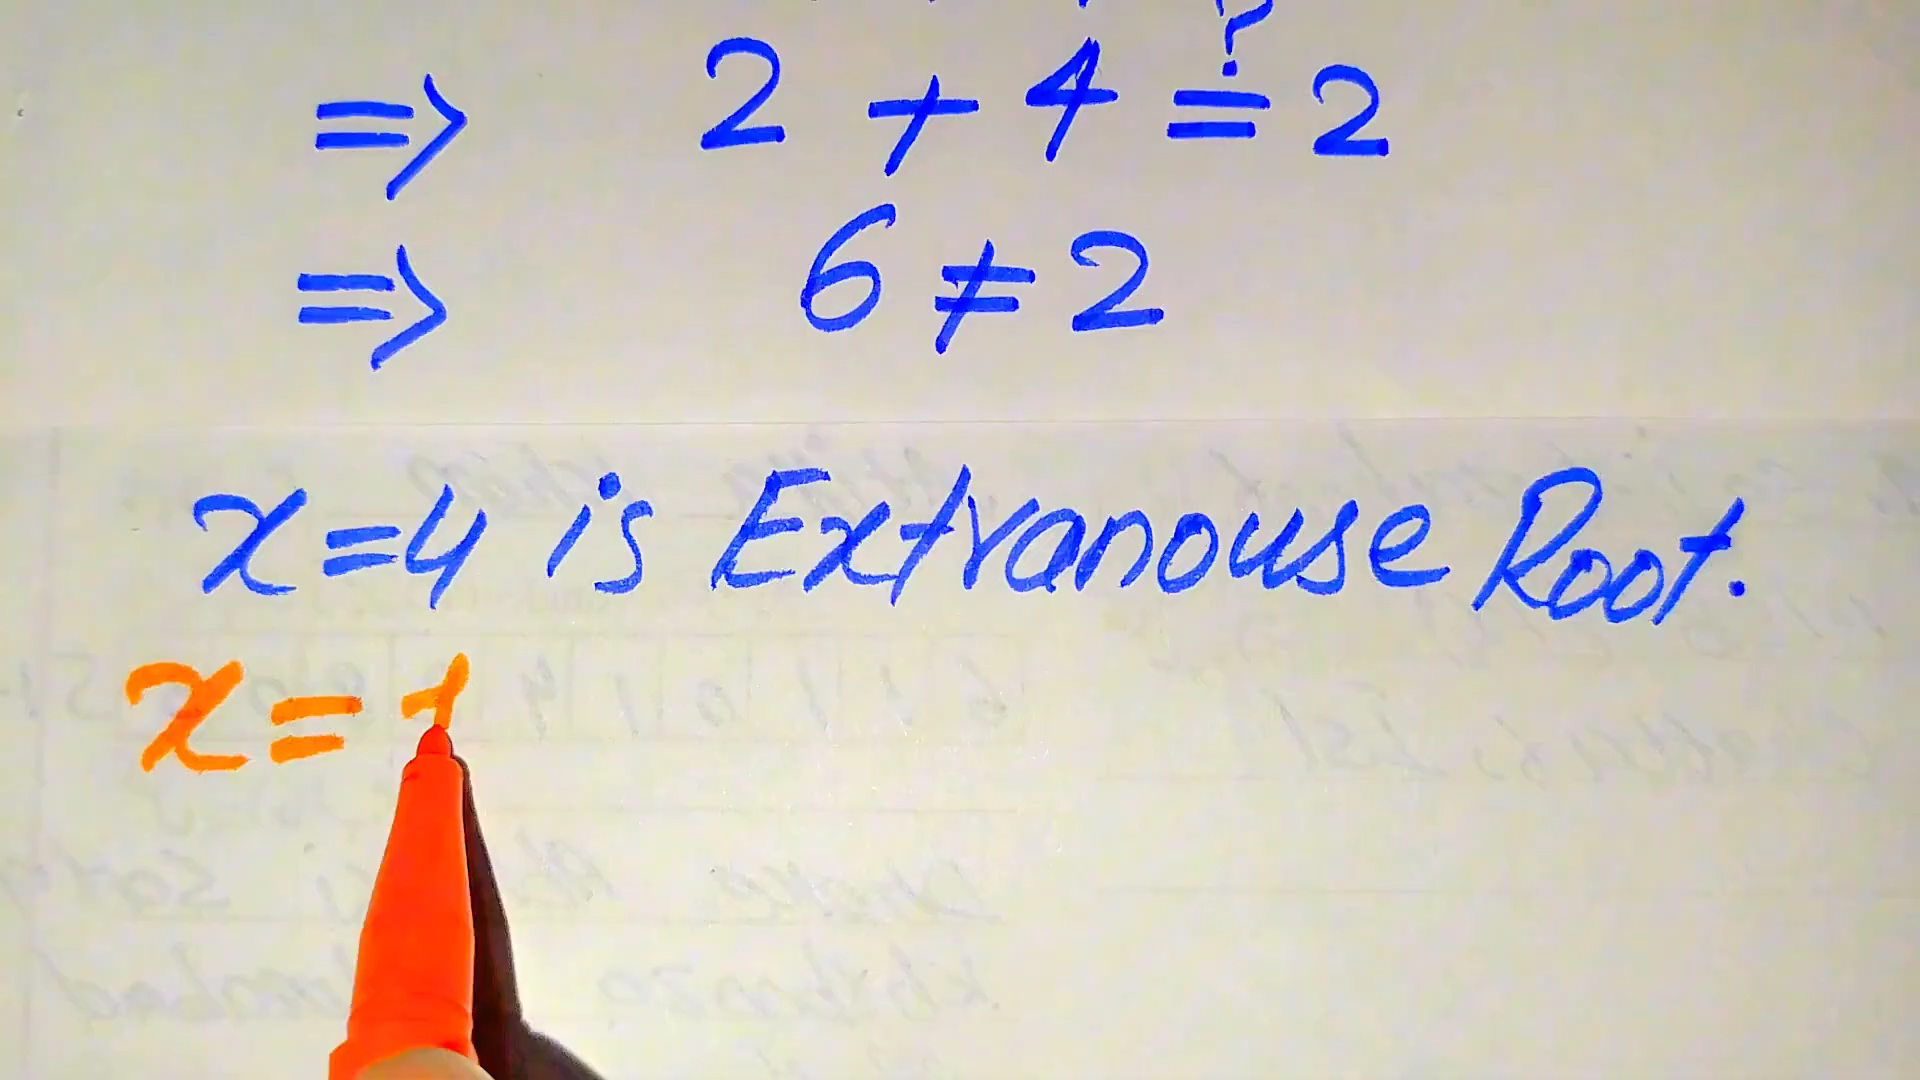 => 2 + 4 ?= 2
=> 6 ≠ 2
x=4 is Extranouse Root.
x=1